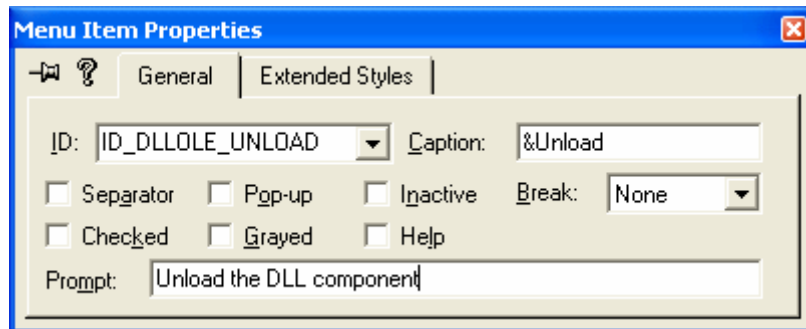 Menu Item Properties
General Extended Styles
ID: ID_DLLOLE_UNLOAD Caption: &Unload
Separator Pop-up Inactive Break: None
Checked Grayed Help
Prompt: Unload the DLL component